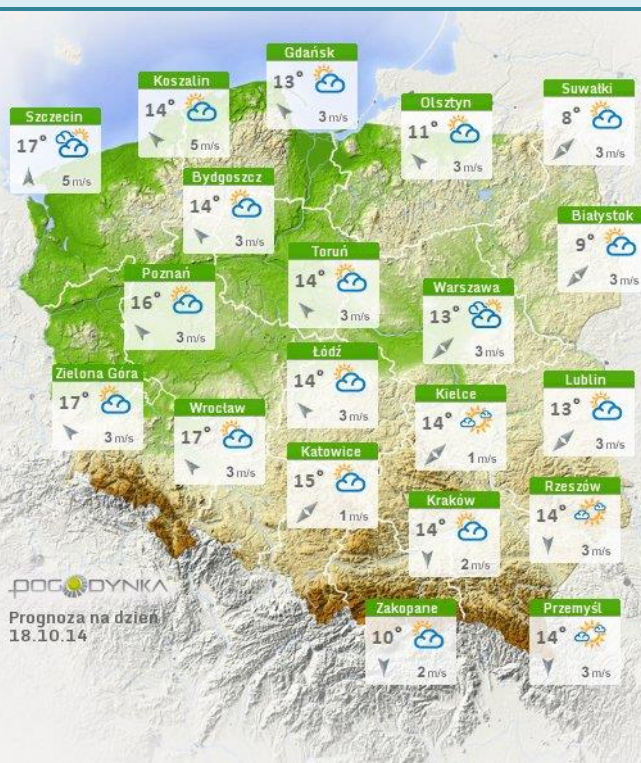 Gdańsk
13°
3 m/s
Koszalin
14°
5 m/s
Szczecin
17°
5 m/s
Olsztyn
11°
3 m/s
Suwałki
8°
3 m/s
Bydgoszcz
14°
3 m/s
Białystok
9°
3 m/s
Toruń
14°
3 m/s
Poznań
16°
3 m/s
Warszawa
13°
3 m/s
Łódź
14°
3 m/s
Zielona Góra
17°
3 m/s
Wrocław
17°
3 m/s
Kielce
14°
1 m/s
Lublin
13°
3 m/s
Katowice
15°
1 m/s
Kraków
14°
2 m/s
Rzeszów
14°
3 m/s
Zakopane
10°
2 m/s
Przemyśl
14°
3 m/s
POGODYNKA
Prognoza na dzień
18.10.14